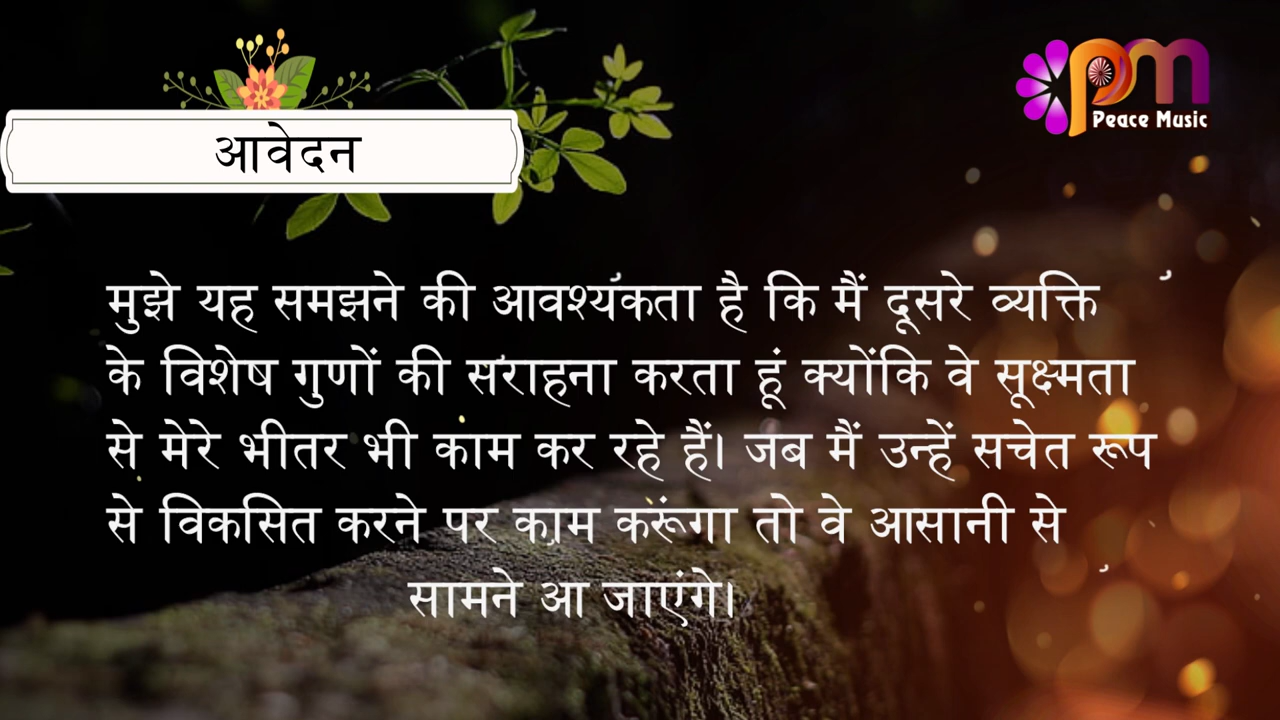 आवेदन
pm
Peace Music
मुझे यह समझने की आवश्यकता है कि मैं दूसरे व्यक्ति
के विशेष गुणों की सराहना करता हूं क्योंकि वे सूक्ष्मता
से मेरे भीतर भी काम कर रहे हैं। जब मैं उन्हें सचेत रूप
से विकसित करने पर काम करूंगा तो वे आसानी से
सामने आ जाएंगे।